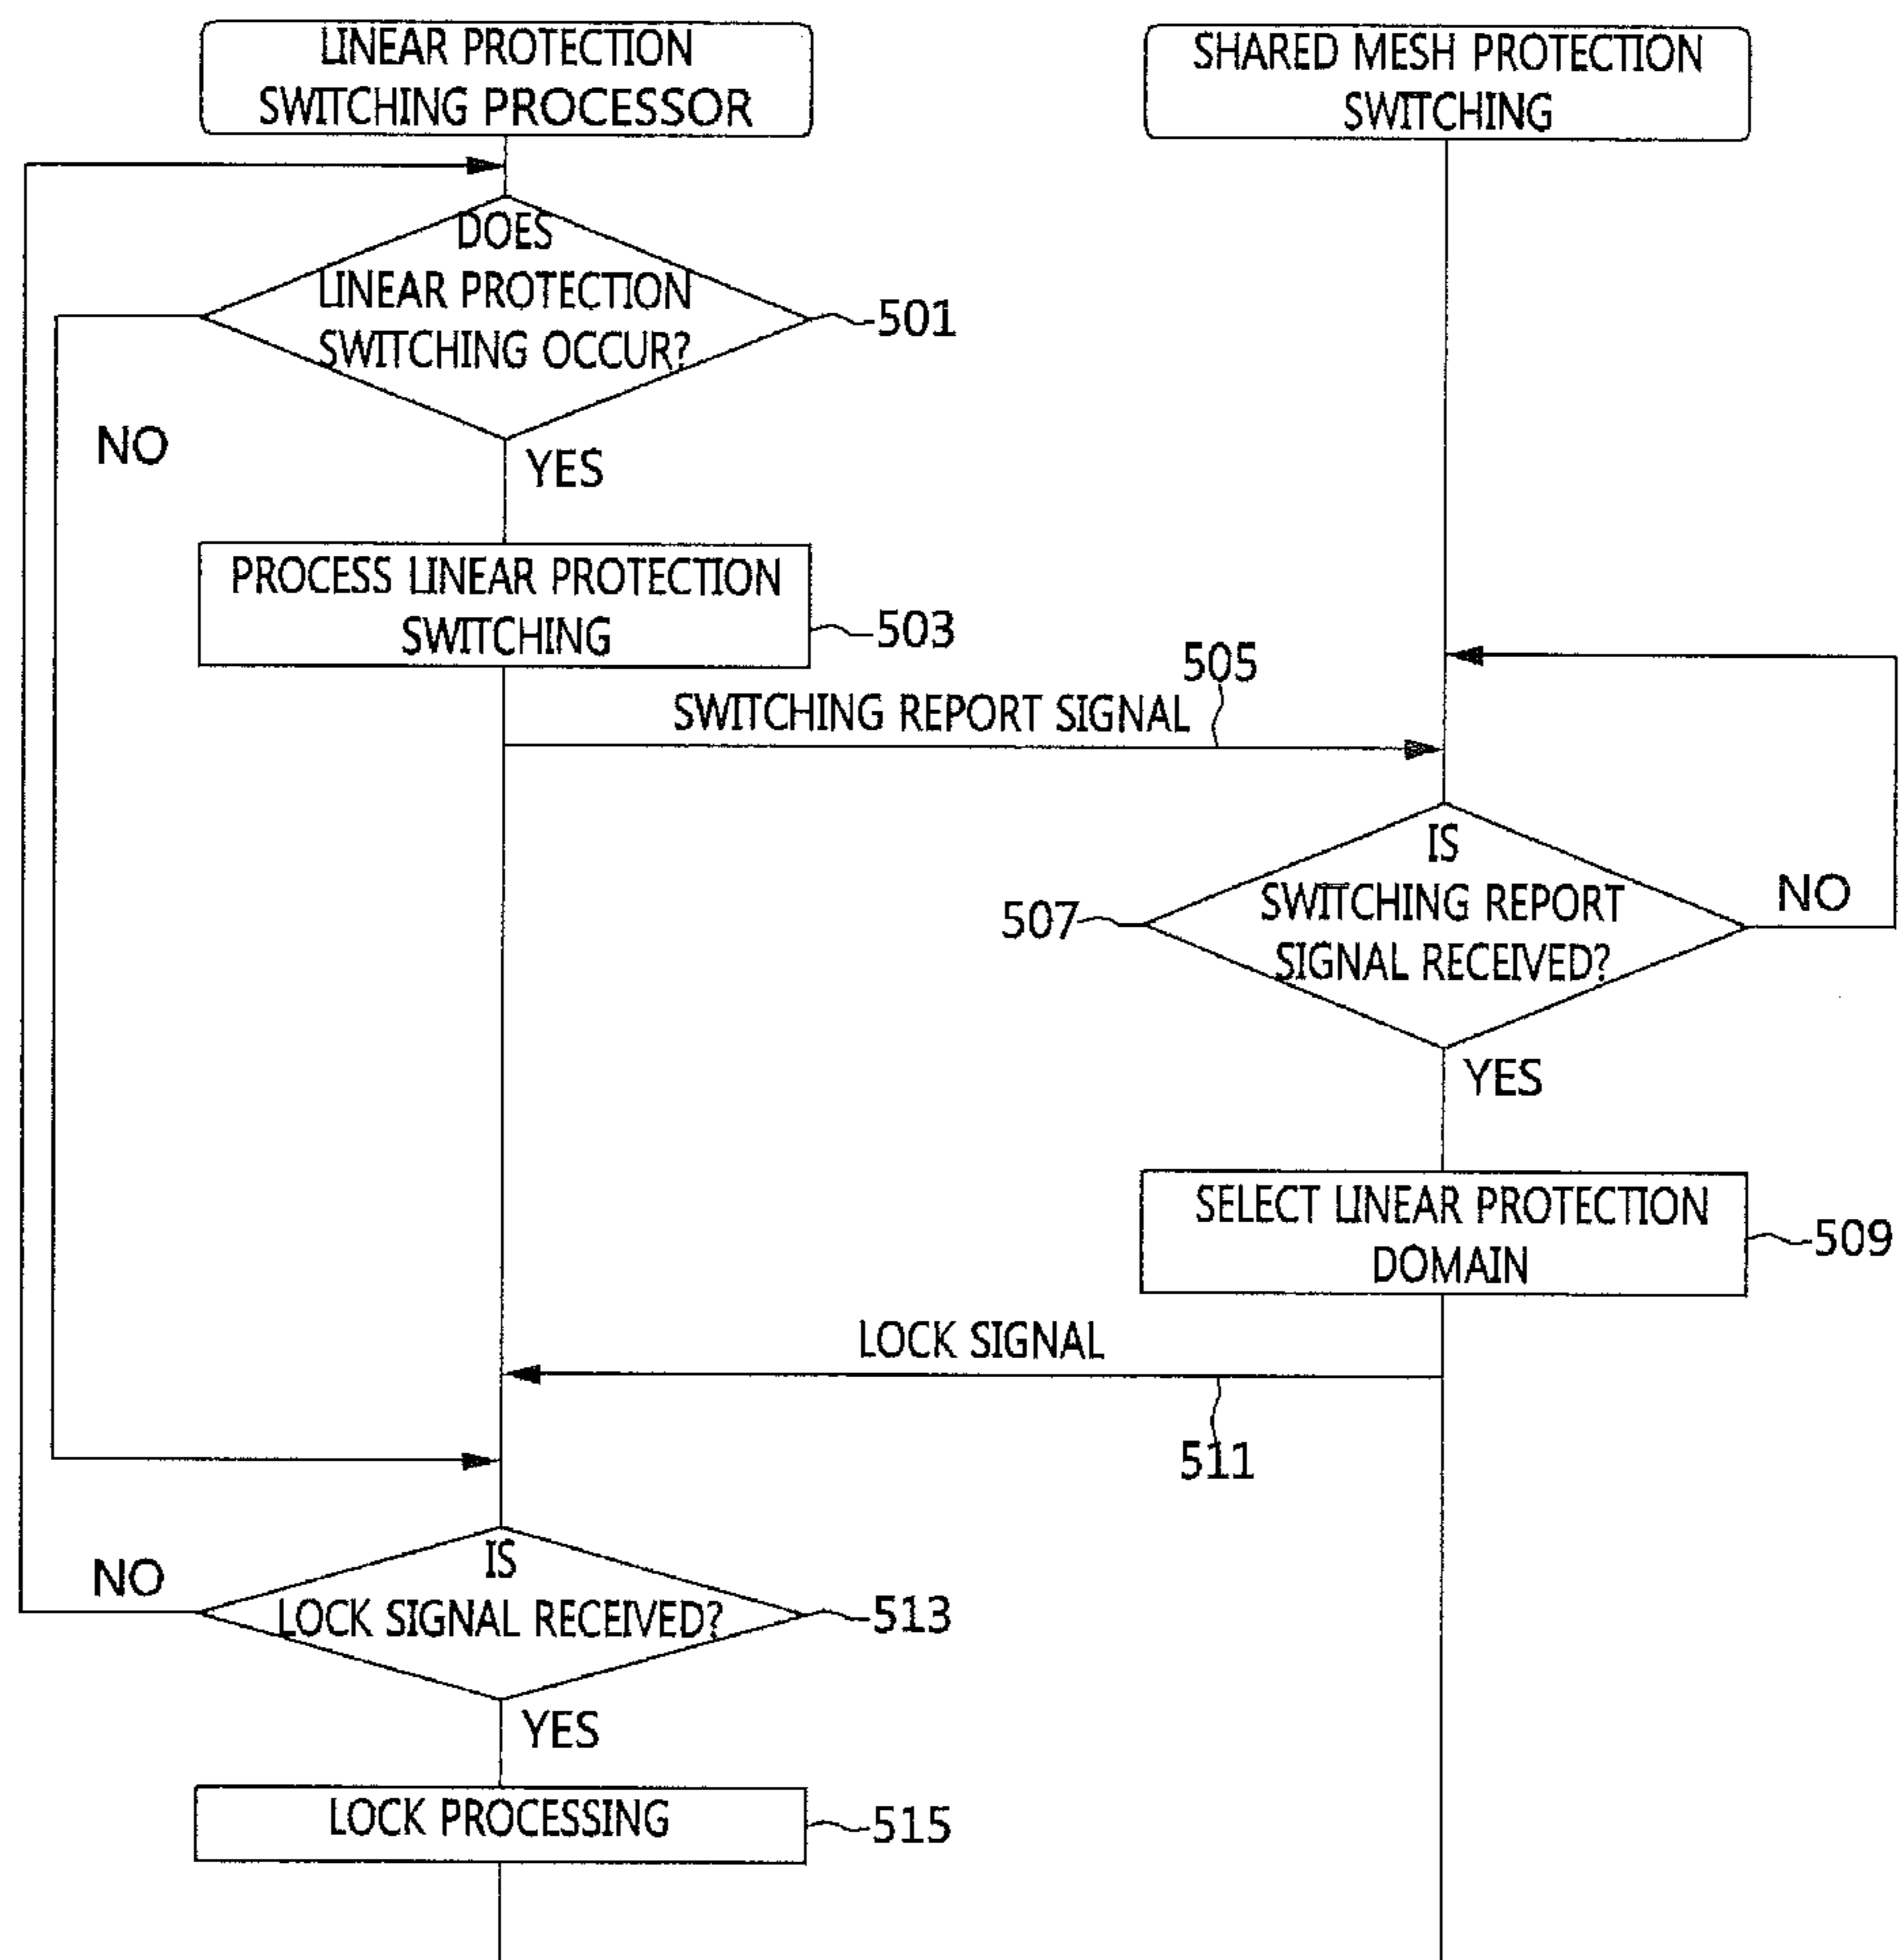 LINEAR PROTECTION
SWITCHING PROCESSOR
SHARED MESH PROTECTION
SWITCHING
DOES
LINEAR PROTECTION
SWITCHING OCCUR?
501
NO
YES
PROCESS LINEAR PROTECTION
SWITCHING
503
505
SWITCHING REPORT SIGNAL
IS
SWITCHING REPORT
SIGNAL RECEIVED?
507
NO
YES
SELECT LINEAR PROTECTION
DOMAIN
509
LOCK SIGNAL
511
IS
LOCK SIGNAL RECEIVED?
NO
513
YES
LOCK PROCESSING
515